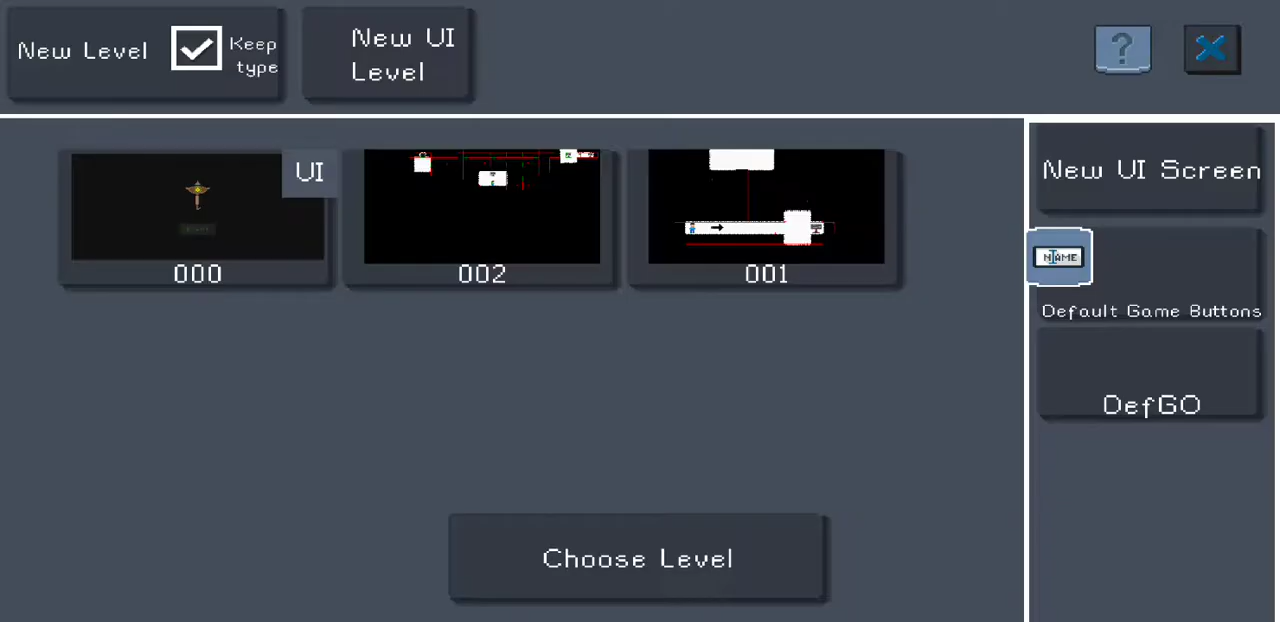 New Level
Keep
type
New UI
Level
?
UI
000
002
001
New UI Screen
NAME
Default Game Buttons
DefGO
Choose Level